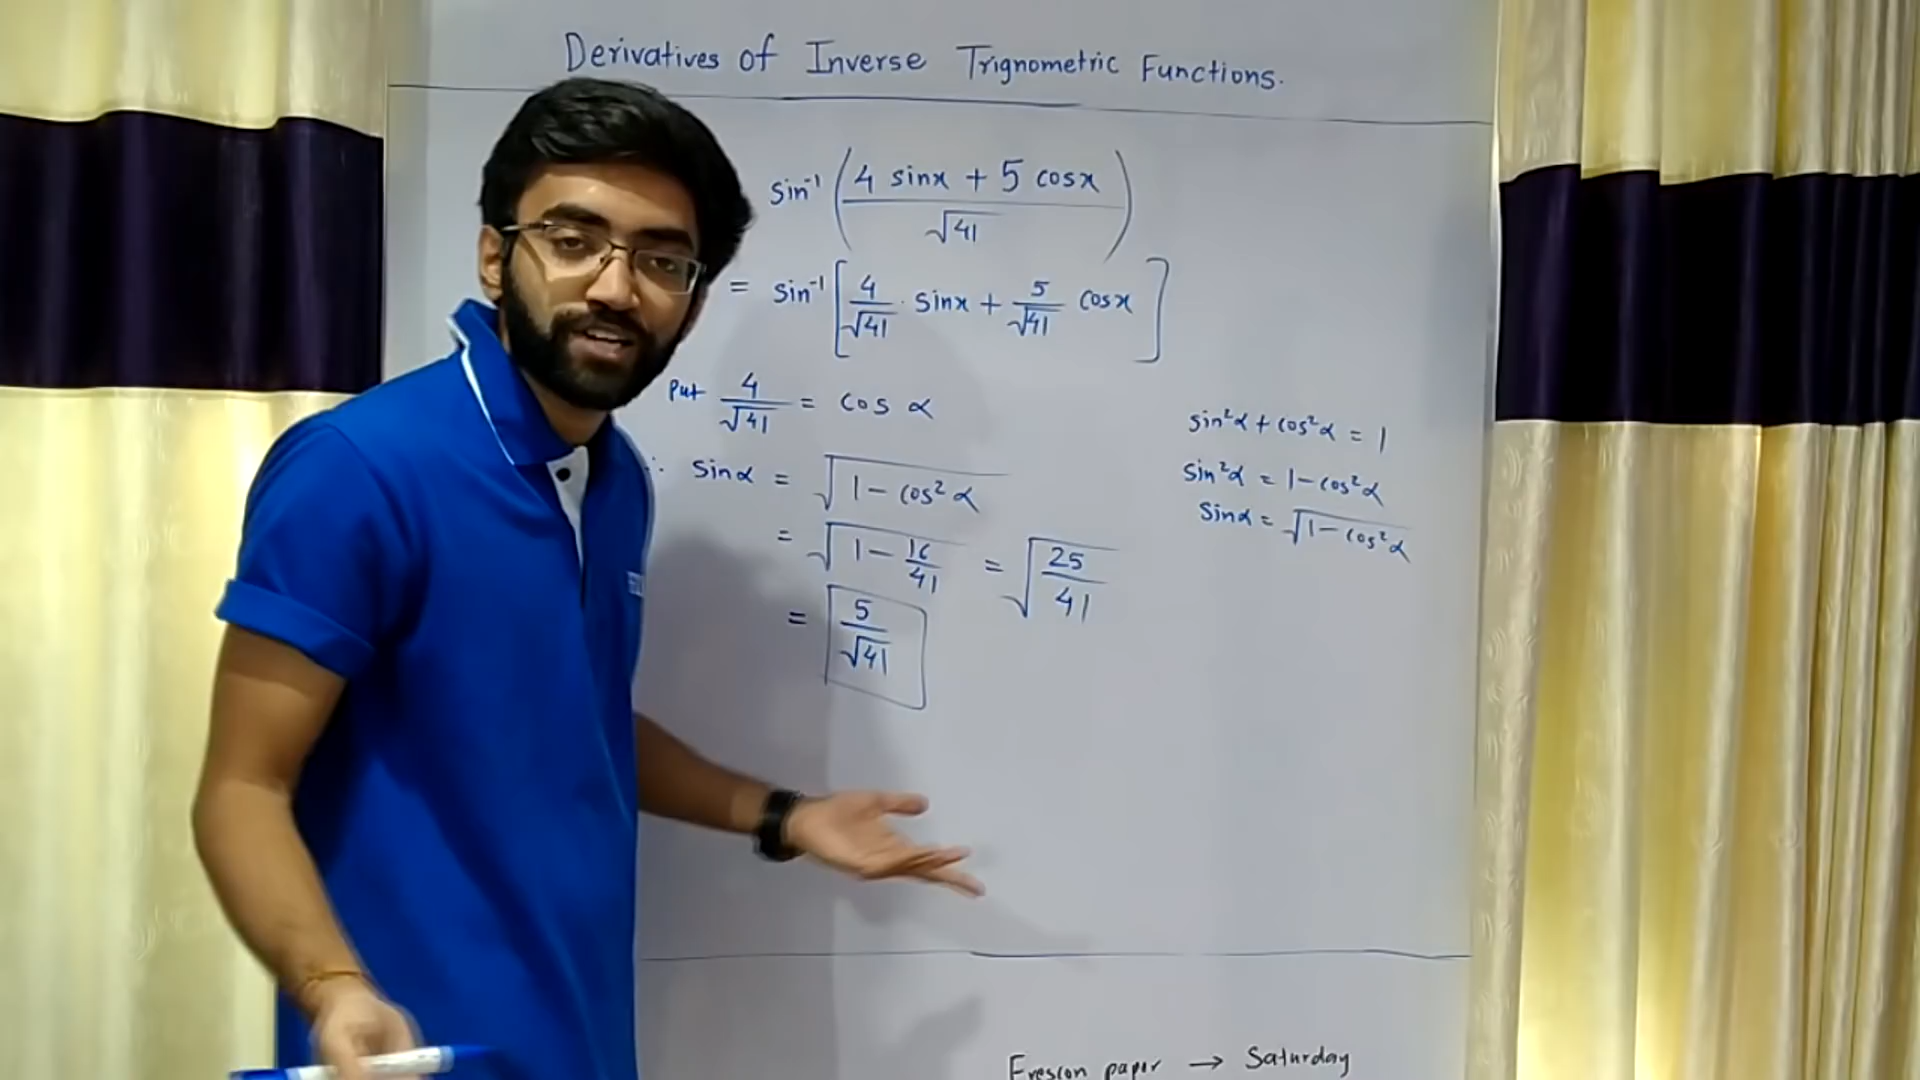 Derivatives of Inverse Trignometric Functions.
sin⁻¹ (4 sinx + 5 cosx / √41)
= sin⁻¹ [4/√41 · sinx + 5/√41 cosx]
Put 4/√41 = cos α
∴ sinα = √(1 − cos² α)
= √(1 − 16/41) = √(25/41)
= 5/√41
sin²α + cos²α = 1
sin²α = 1 − cos²α
sinα = √(1 − cos²α)
paper → Saturday